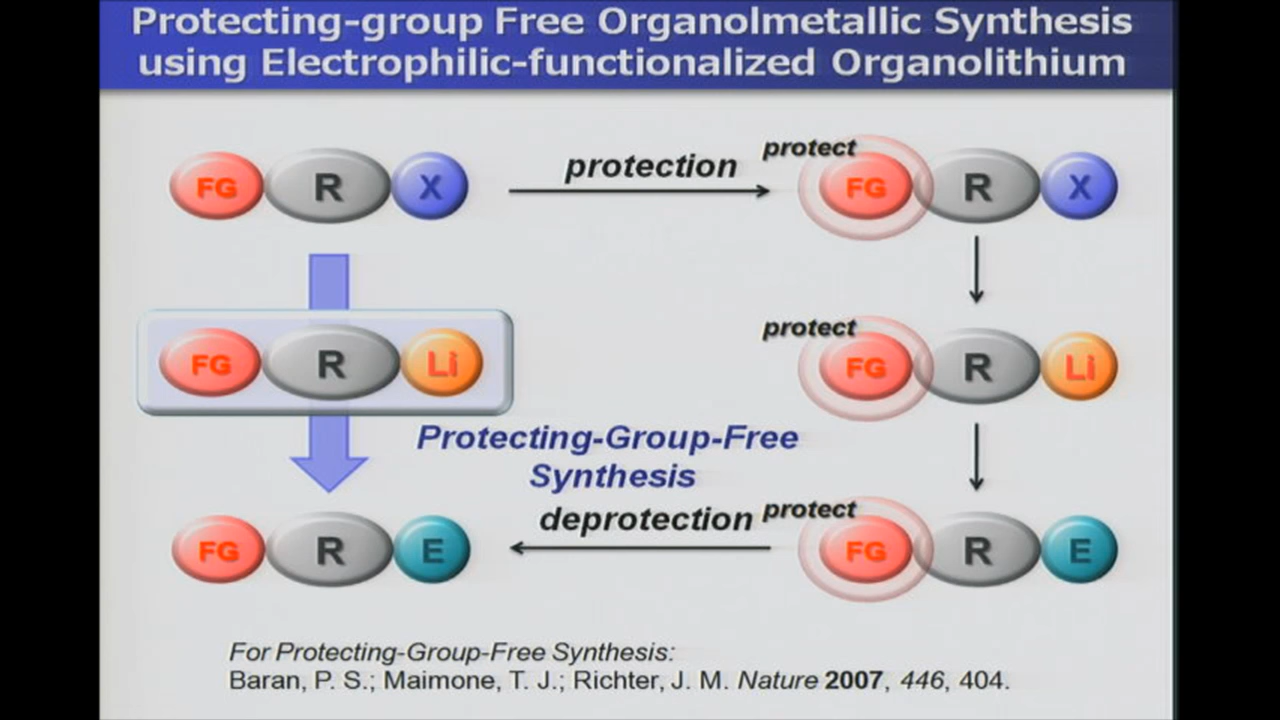 Protecting-group Free Organolmetallic Synthesis
using Electrophilic-functionalized Organolithium
FG R X
protection
protect
FG R X
FG R Li
protect
FG R Li
Protecting-Group-Free
Synthesis
deprotection
protect
FG R E
FG R E
For Protecting-Group-Free Synthesis:
Baran, P. S.; Maimone, T. J.; Richter, J. M. Nature 2007, 446, 404.